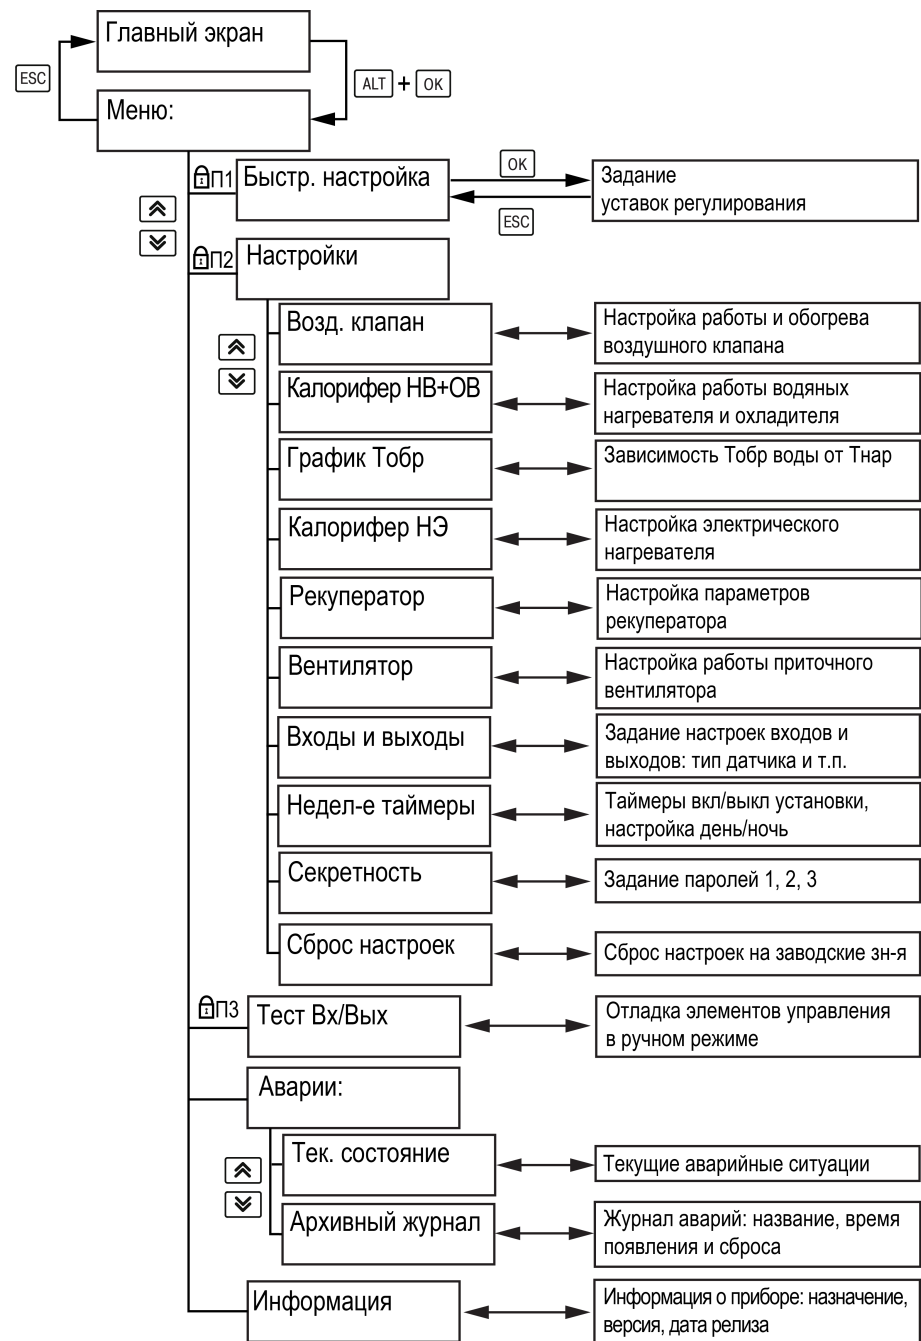 Главный экран
ESC
ALT + OK
Меню:
П1 Быстр. настройка
OK
ESC
Задание
уставок регулирования
П2 Настройки
Возд. клапан
Настройка работы и обогрева
воздушного клапана
Калорифер НВ+ОВ
Настройка работы водяных
нагревателя и охладителя
График Тобр
Зависимость Тобр воды от Тнар
Калорифер НЭ
Настройка электрического
нагревателя
Рекуператор
Настройка параметров
рекуператора
Вентилятор
Настройка работы приточного
вентилятора
Входы и выходы
Задание настроек входов и
выходов: тип датчика и т.п.
Недел-е таймеры
Таймеры вкл/выкл установки,
настройка день/ночь
Секретность
Задание паролей 1, 2, 3
Сброс настроек
Сброс настроек на заводские зн-я
П3 Тест Вх/Вых
Отладка элементов управления
в ручном режиме
Аварии:
Тек. состояние
Текущие аварийные ситуации
Архивный журнал
Журнал аварий: название, время
появления и сброса
Информация
Информация о приборе: назначение,
версия, дата релиза